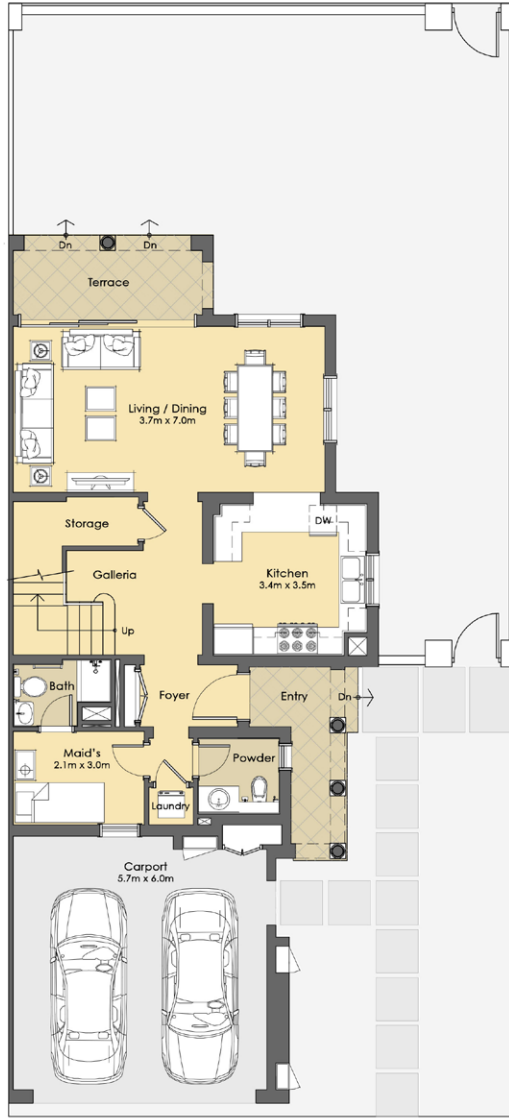 Dn
Dn
Terrace
Living / Dining
3.7m x 7.0m
Storage
DW
Galleria
Kitchen
3.4m x 3.5m
Up
Bath
Foyer
Entry
Dn
Maid's
2.1m x 3.0m
Powder
Laundry
Carport
5.7m x 6.0m